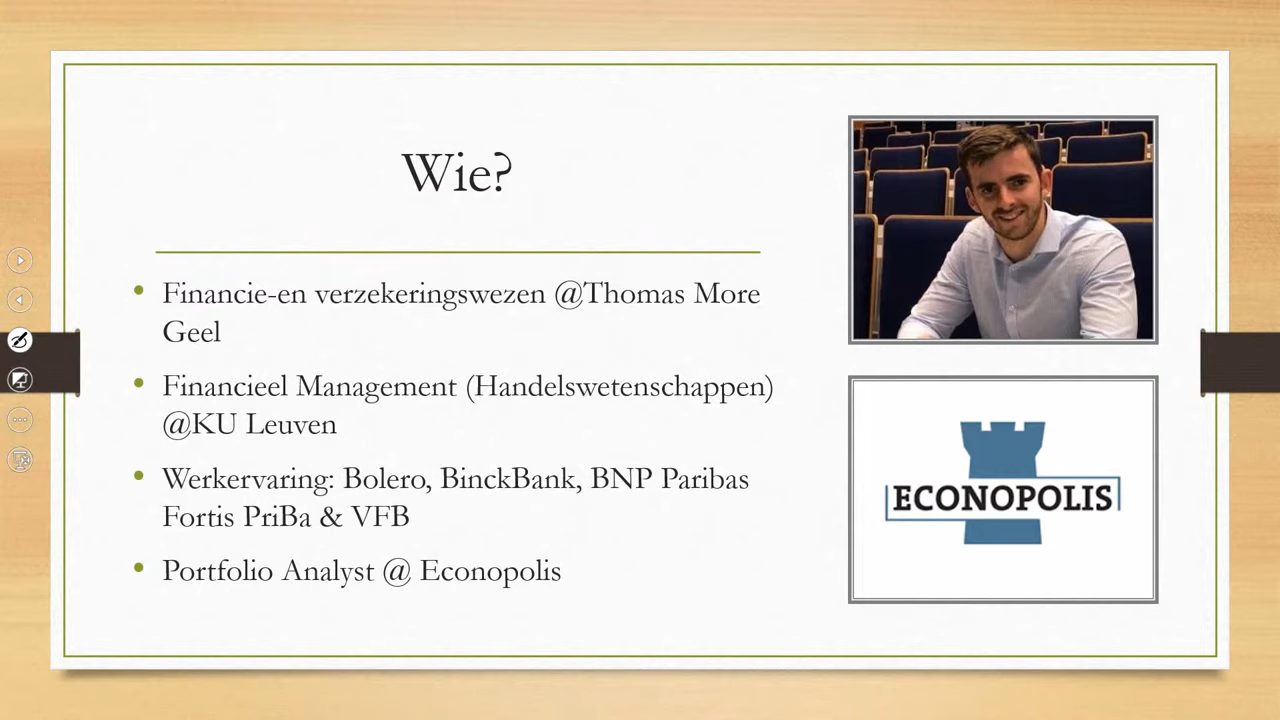 Wie?
Financie-en verzekeringswezen @Thomas More
Geel
Financieel Management (Handelswetenschappen)
@KU Leuven
Werkervaring: Bolero, BinckBank, BNP Paribas
Fortis PriBa & VFB
Portfolio Analyst @ Econopolis
ECONOPOLIS